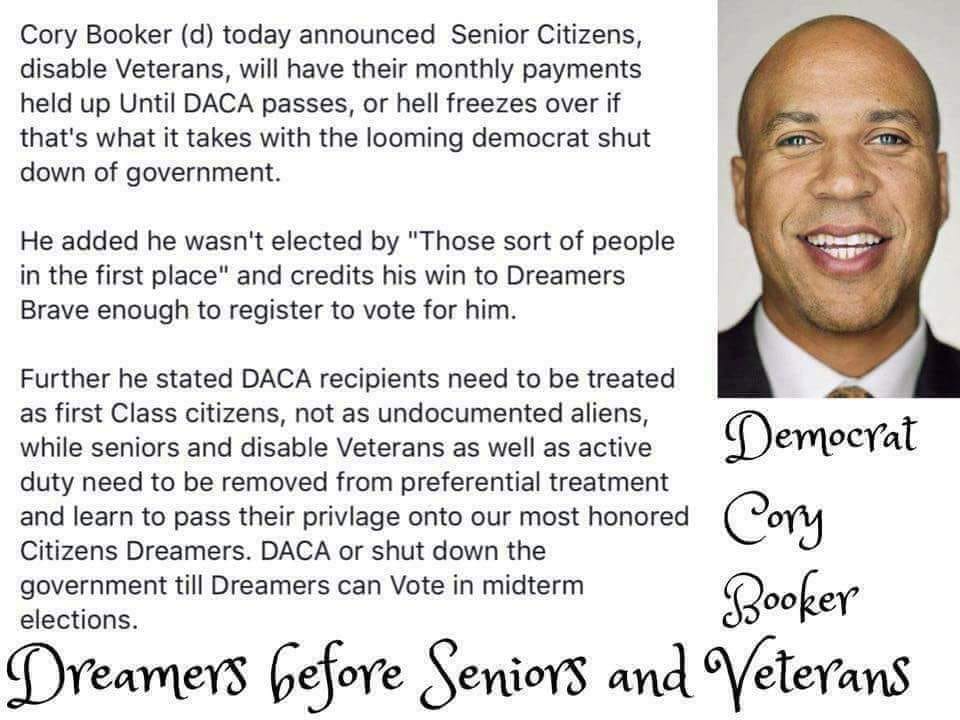 Cory Booker (d) today announced  Senior Citizens,
disable Veterans, will have their monthly payments
held up Until DACA passes, or hell freezes over if
that's what it takes with the looming democrat shut
down of government.
He added he wasn't elected by "Those sort of people
in the first place" and credits his win to Dreamers
Brave enough to register to vote for him.
Further he stated DACA recipients need to be treated
as first Class citizens, not as undocumented aliens,
while seniors and disable Veterans as well as active
duty need to be removed from preferential treatment
and learn to pass their privlage onto our most honored
Citizens Dreamers. DACA or shut down the
government till Dreamers can Vote in midterm
elections.
Democrat
Cory
Booker
Dreamers before Seniors and Veterans